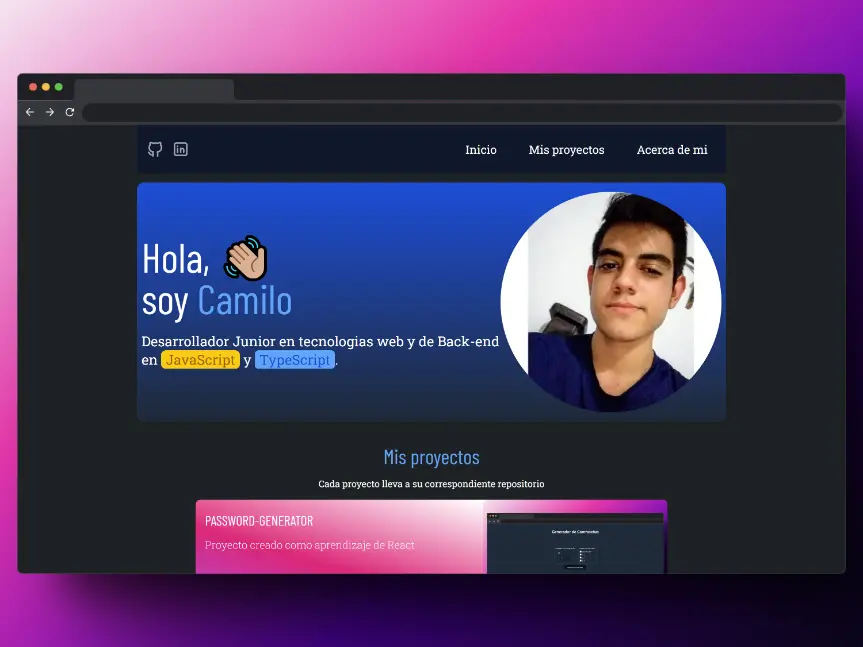 Inicio Mis proyectos Acerca de mi
Hola,
soy Camilo
Desarrollador Junior en tecnologias web y de Back-end
en JavaScript y TypeScript.
Mis proyectos
Cada proyecto lleva a su correspondiente repositorio
PASSWORD-GENERATOR
Proyecto creado como aprendizaje de React
Generador de Contraseñas